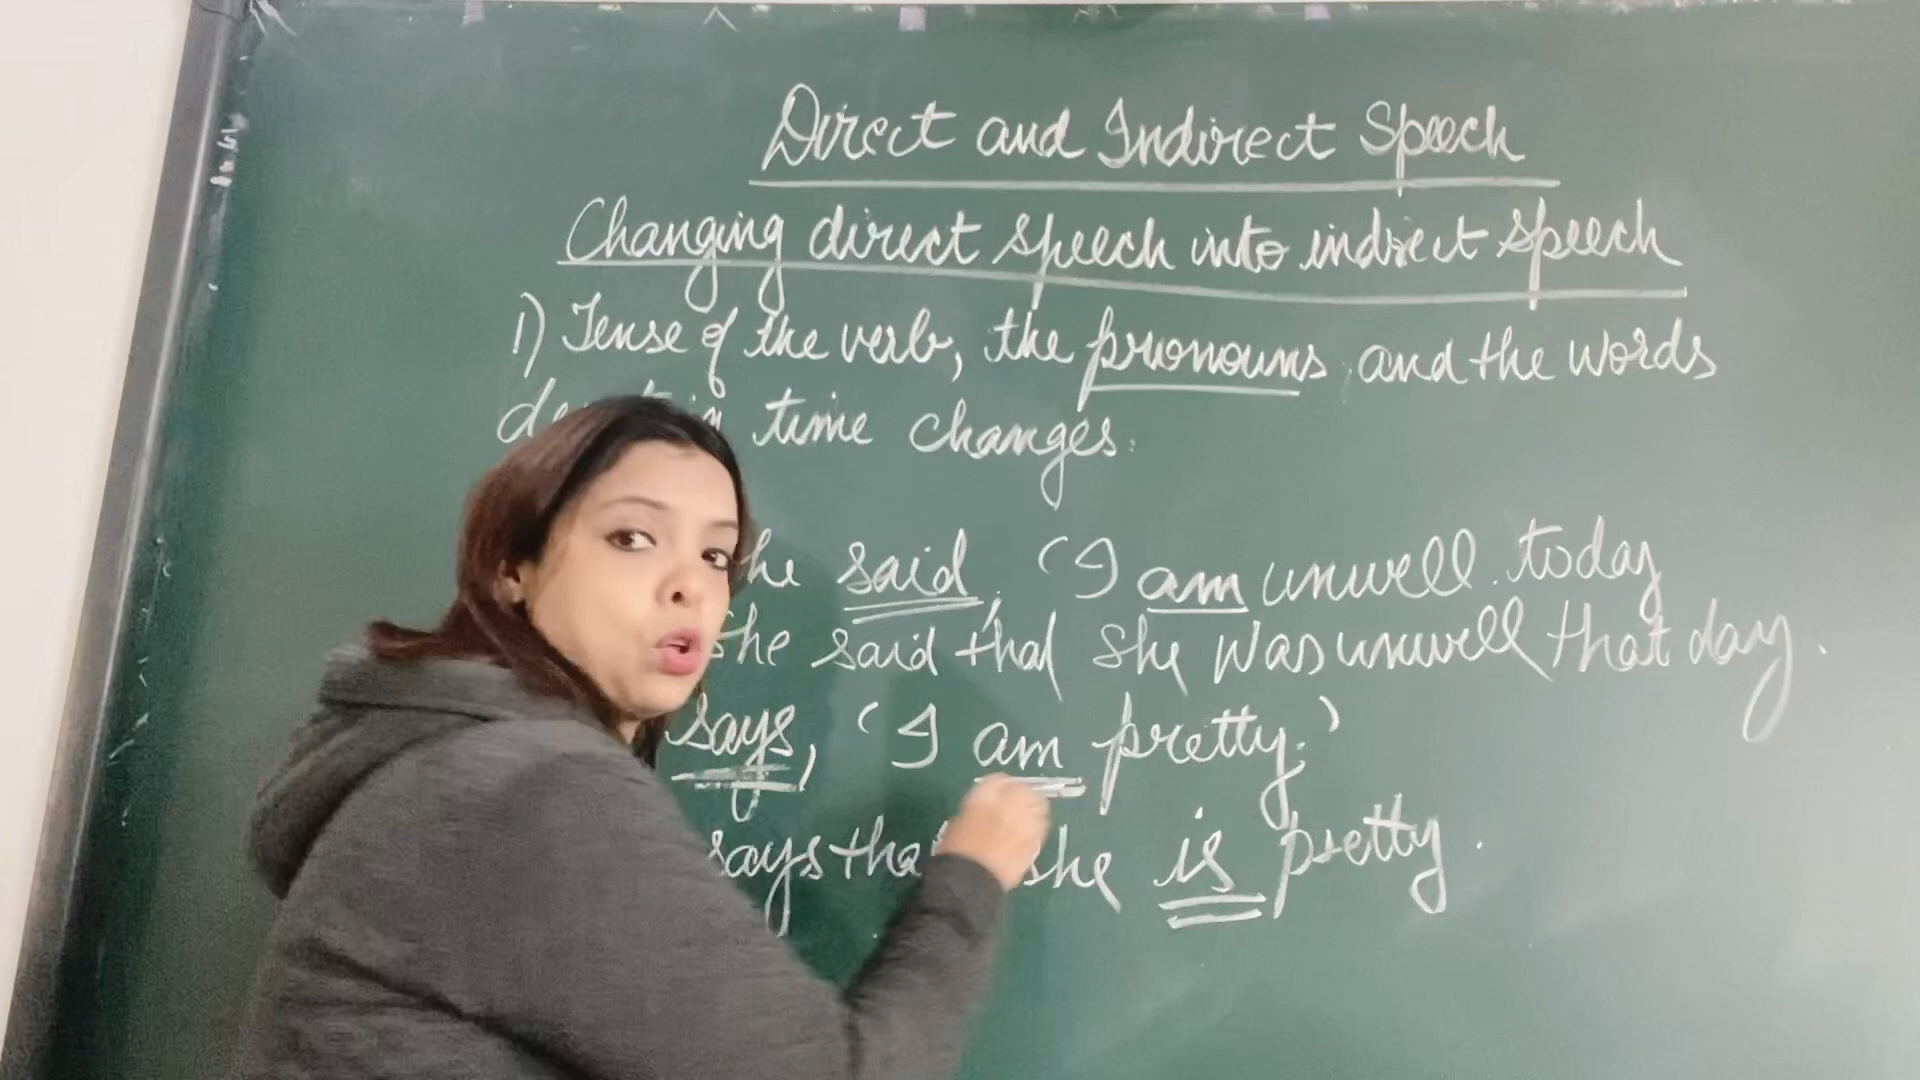 Direct and Indirect Speech
Changing direct speech into indirect speech
1) Tense of the verb, the pronouns and the words
time changes.
he said, 'I am unwell today
She said that she was unwell that day.
says, 'I am pretty.'
says that she is pretty.